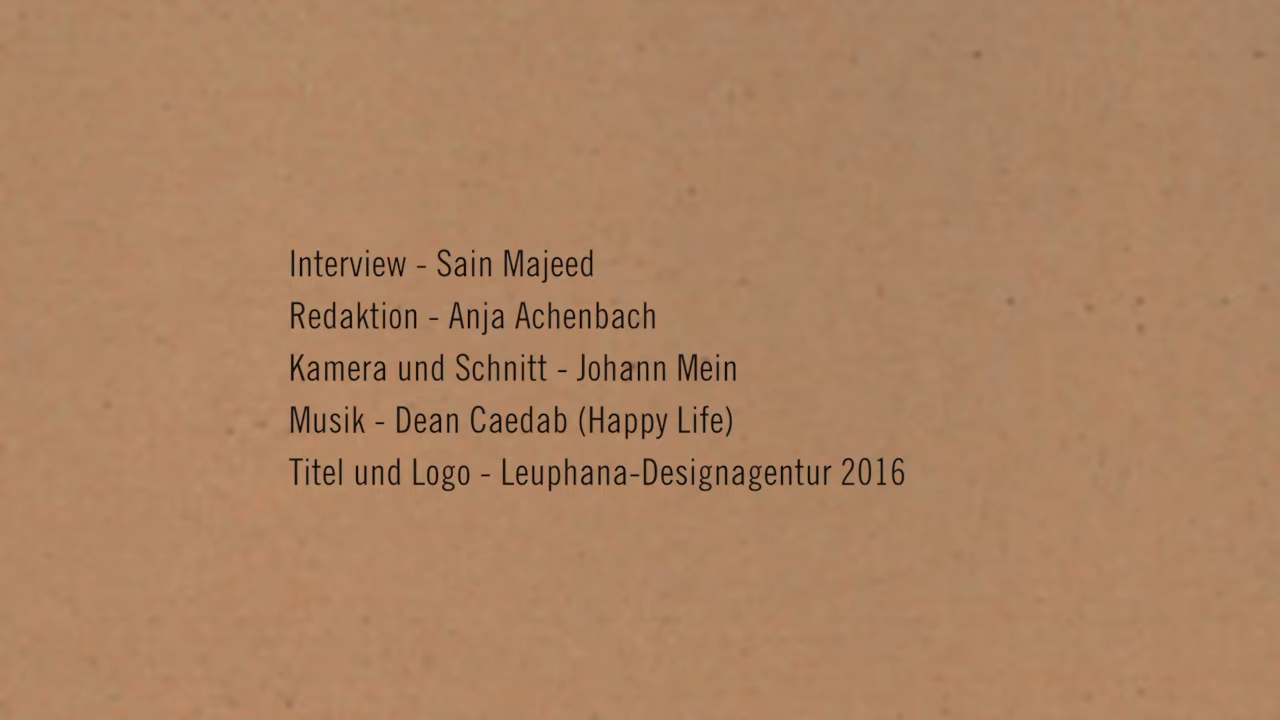 Interview - Sain Majeed
Redaktion - Anja Achenbach
Kamera und Schnitt - Johann Mein
Musik - Dean Caedab (Happy Life)
Titel und Logo - Leuphana-Designagentur 2016